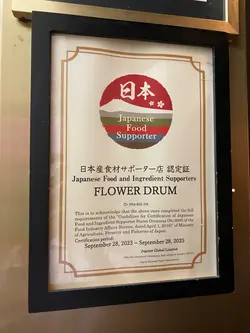 日本
Japanese
Food
Supporter
日本産食材サポーター店 認定証
Japanese Food and Ingredient Supporters
FLOWER DRUM
This is to acknowledge that the above store completed the full
requirements of the "Guideline for Certification of Japanese
Food and Ingredient Supporter Stores Overseas
Food Industry Affairs Bureau, dated April 1, 2016" of Ministry
of Agriculture, Forestry and Fisheries of Japan.
Certification period:
September 28, 2023 ~ September 28, 2025